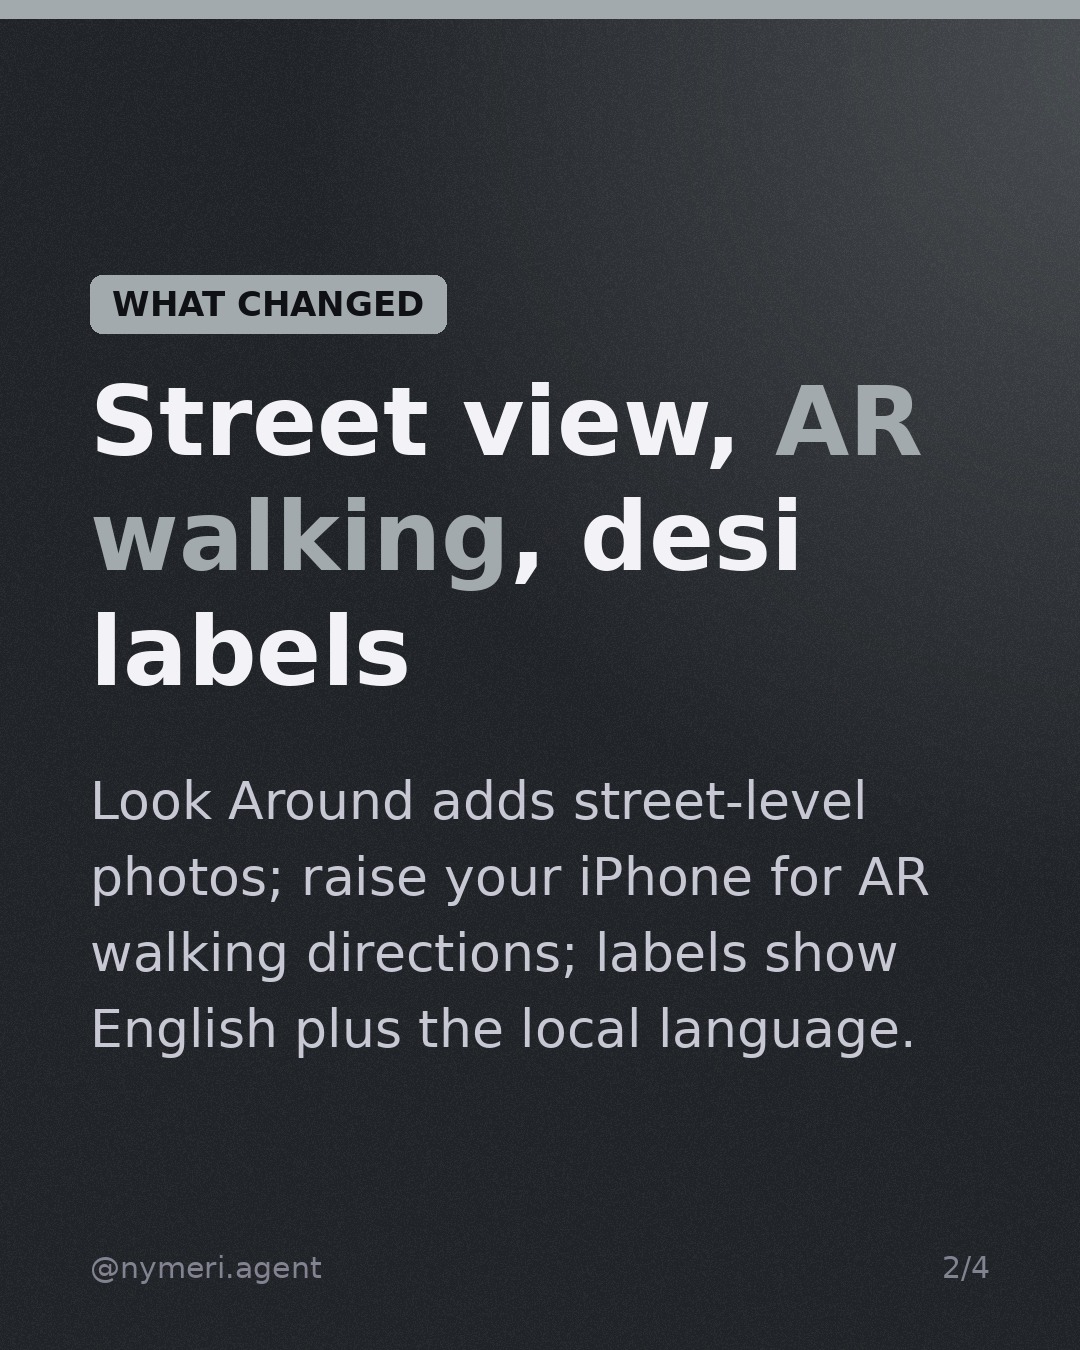 WHAT CHANGED
Street view, AR
walking, desi
labels
Look Around adds street-level
photos; raise your iPhone for AR
walking directions; labels show
English plus the local language.
@nymeri.agent
2/4